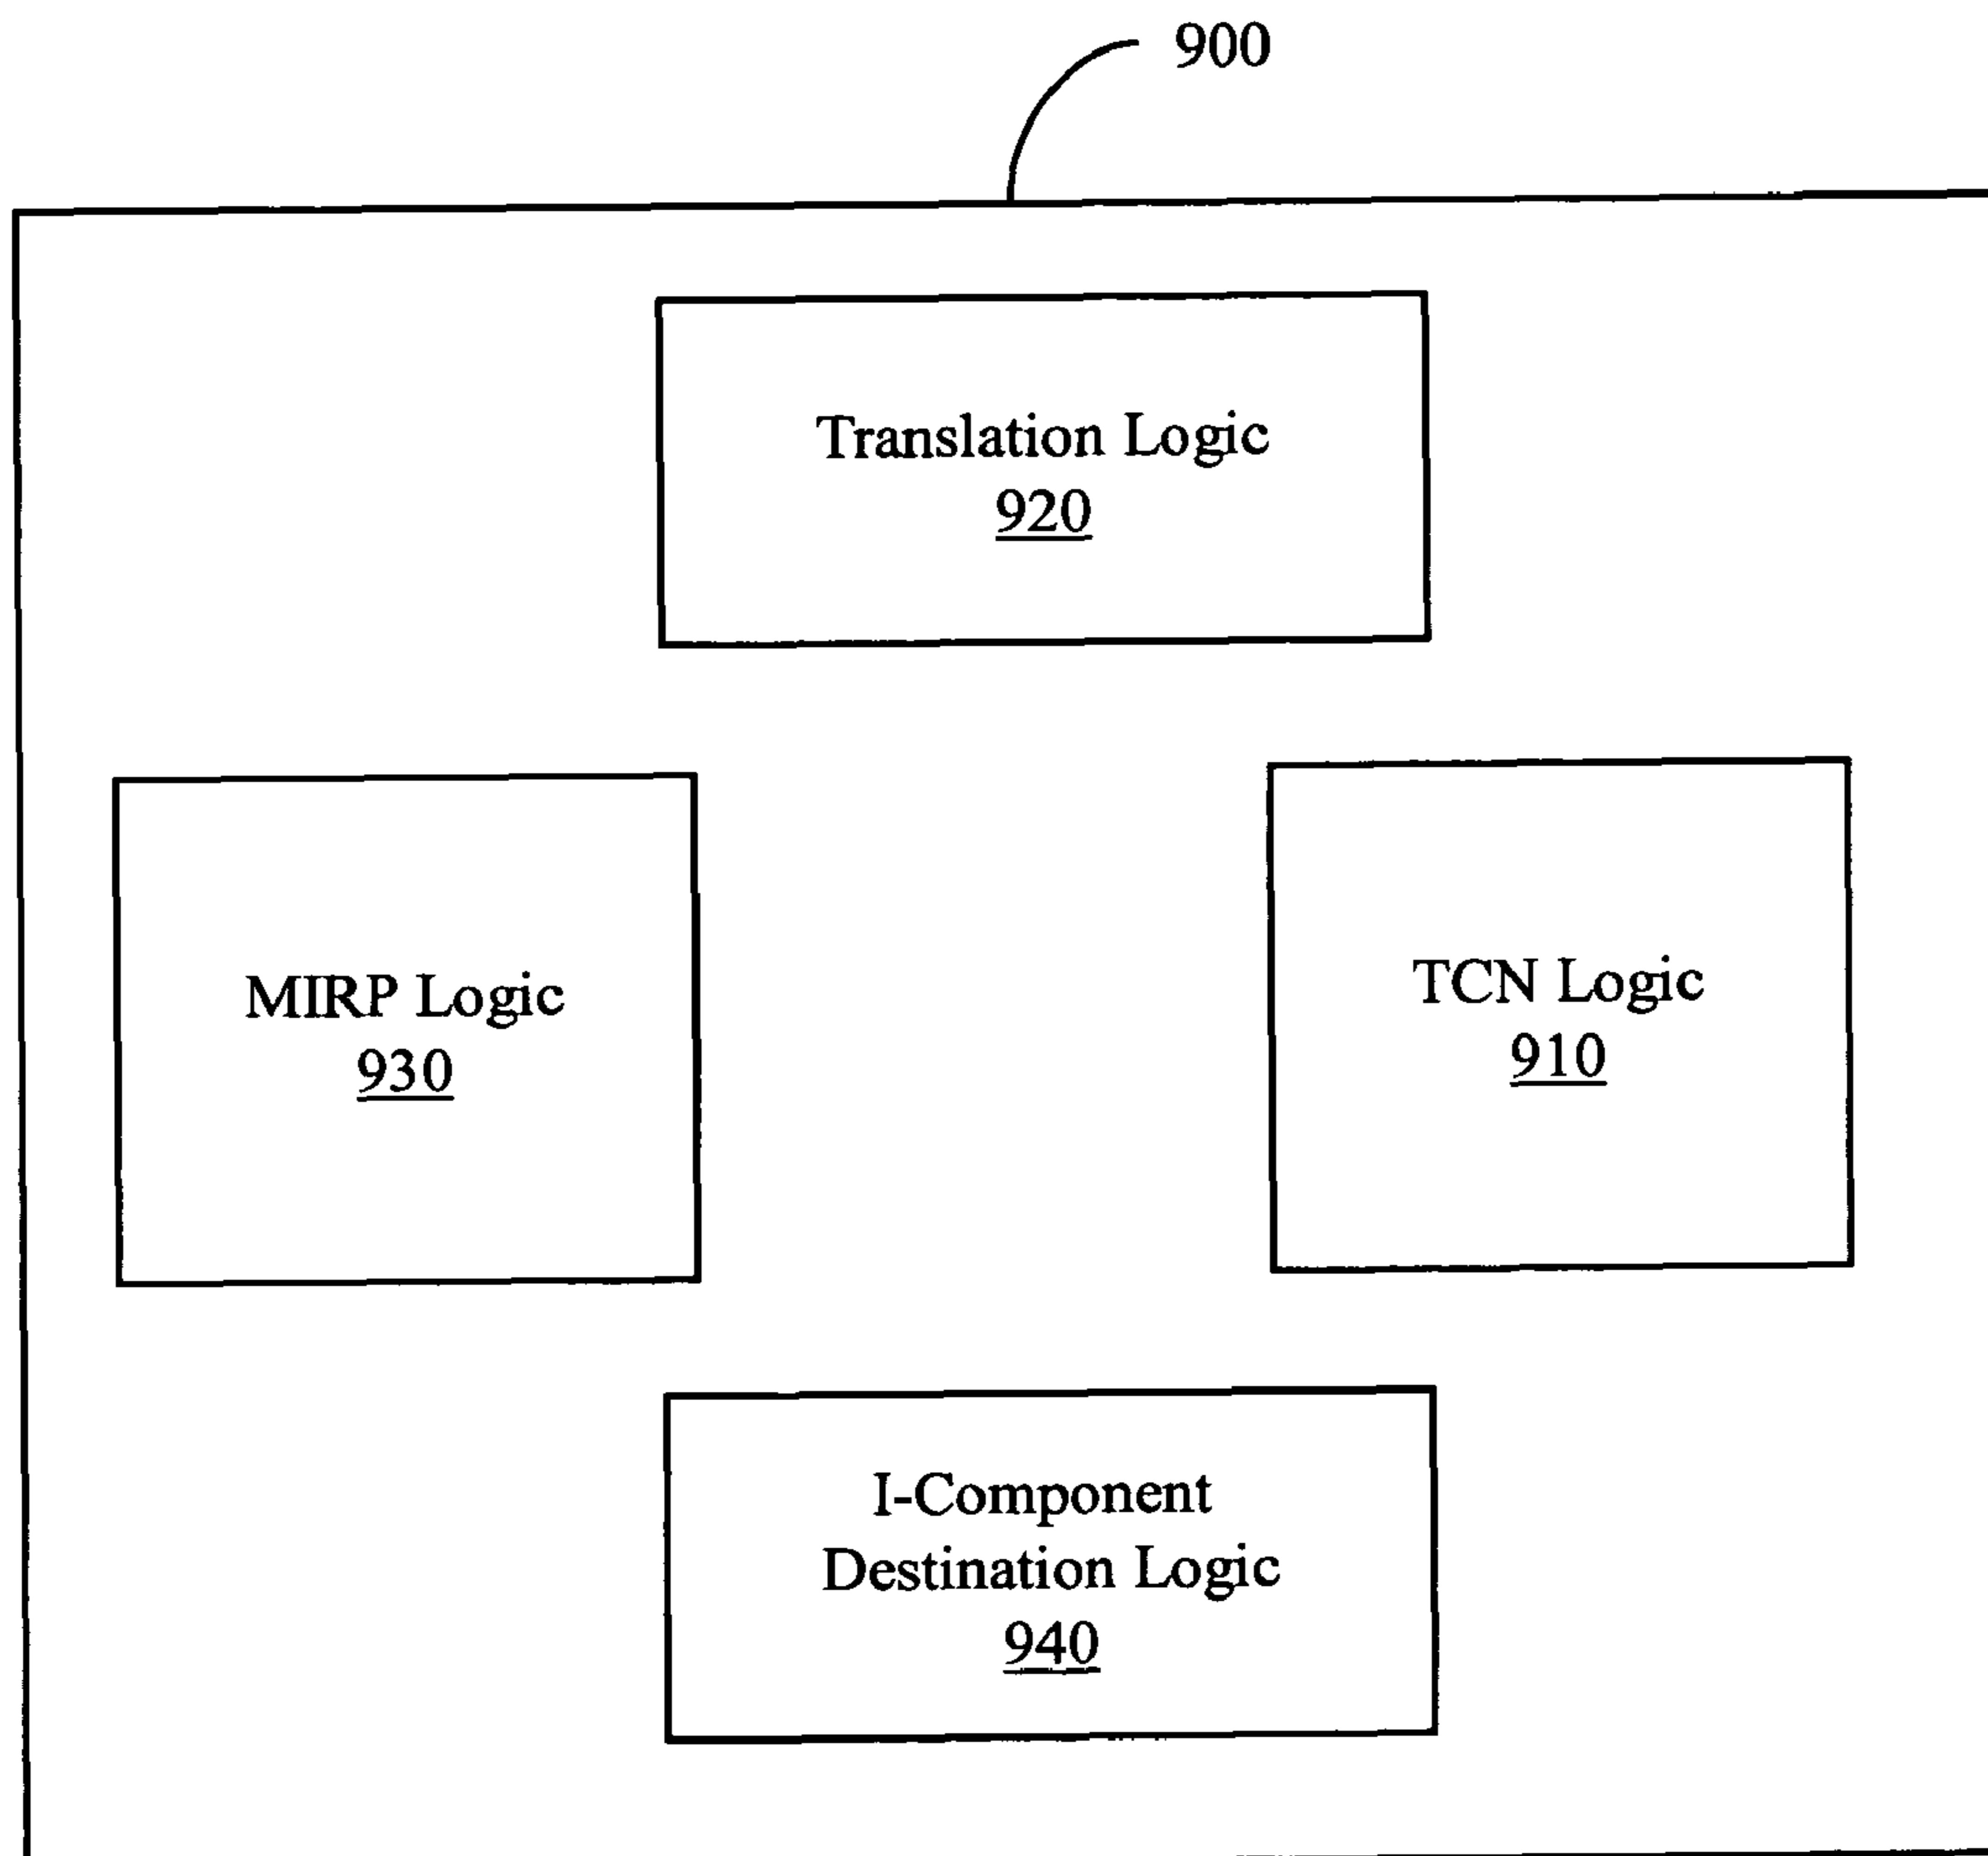 900
Translation Logic
920
MIRP Logic
930
TCN Logic
910
I-Component
Destination Logic
940